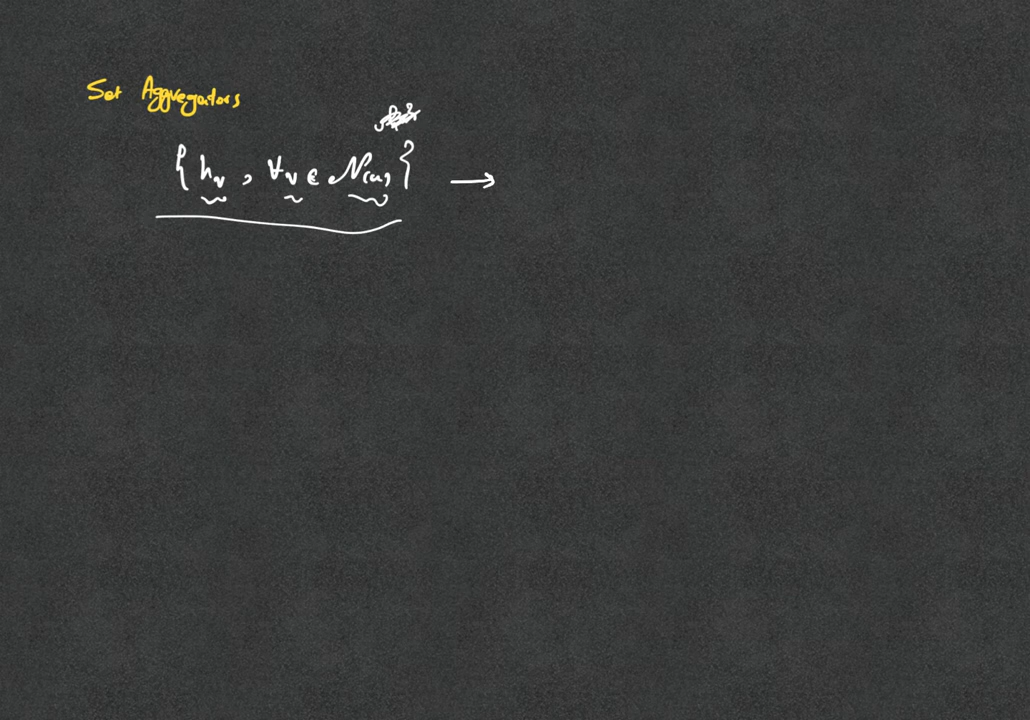 Set Aggregators
{ h_v , ∀v ∈ N(u) } →